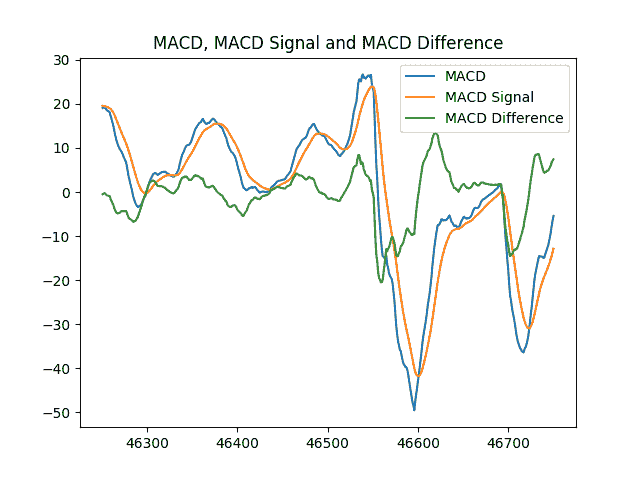 MACD, MACD Signal and MACD Difference
MACD
MACD Signal
MACD Difference
30
20
10
0
−10
−20
−30
−40
−50
46300 46400 46500 46600 46700